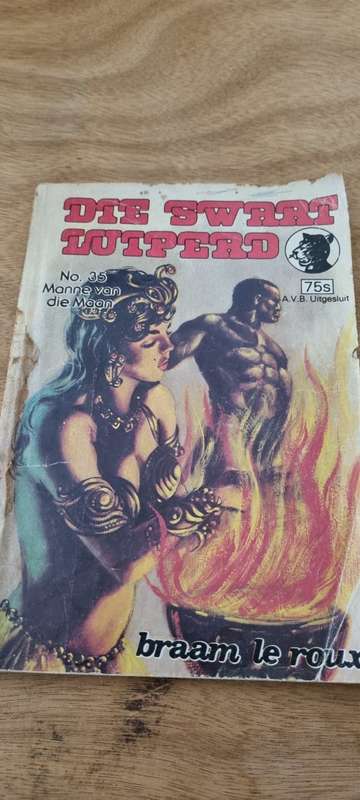 DIE SWART
LUIPERD
No. 35
Manne van
die Maan
75s
A.V.B. Uitgesluit
braam le roux